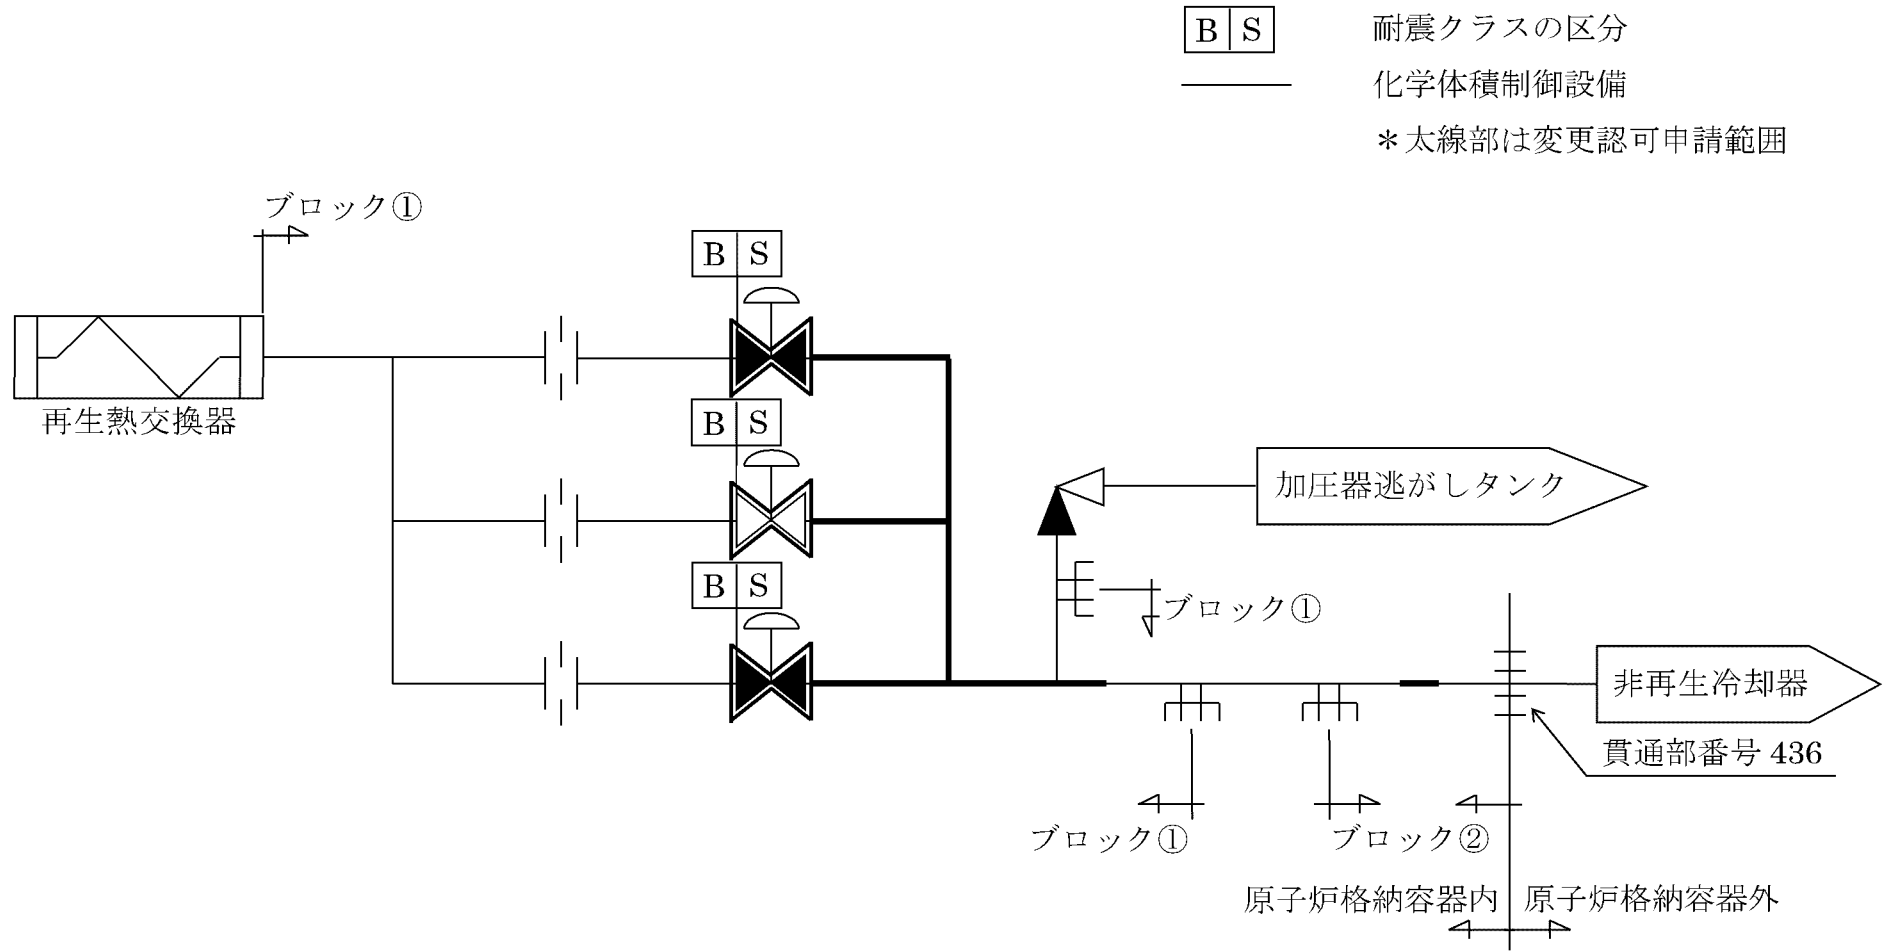 B S 耐震クラスの区分
化学体積制御設備
＊太線部は変更認可申請範囲
ブロック①
B S
再生熱交換器
B S
加圧器逃がしタンク
B S
ブロック①
非再生冷却器
貫通部番号 436
ブロック①
ブロック②
原子炉格納容器内
原子炉格納容器外